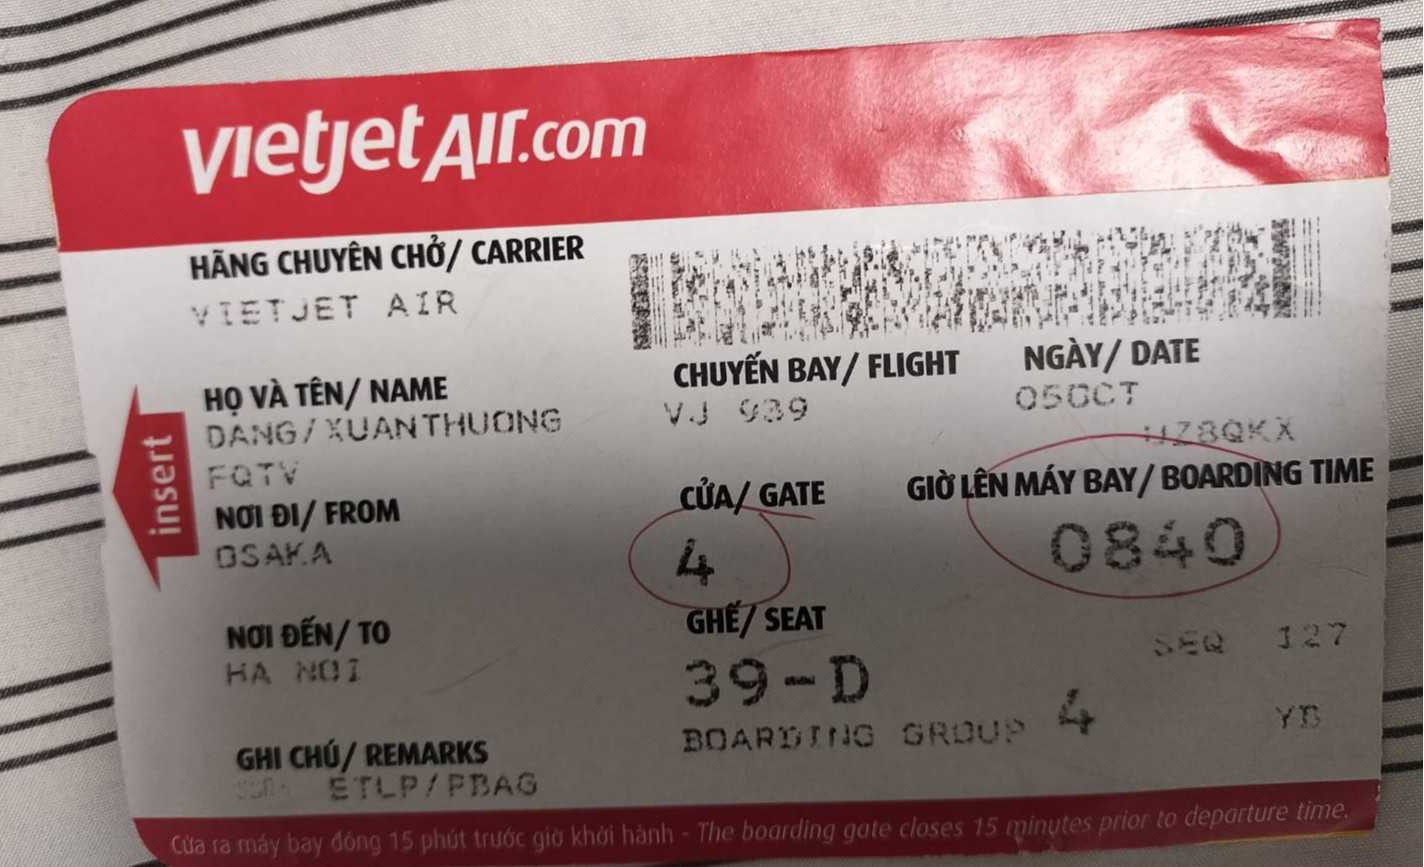 vietjetAir.com
HÃNG CHUYÊN CHỞ/ CARRIER
VIETJET AIR
HỌ VÀ TÊN/ NAME
DANG/XUANTHUONG
FQTV
CHUYẾN BAY/ FLIGHT
VJ 939
NGÀY/ DATE
05OCT
NƠI ĐI/ FROM
OSAKA
CỬA/ GATE
4
GIỜ LÊN MÁY BAY/ BOARDING TIME
0840
insert
NƠI ĐẾN/ TO
HA NOI
GHẾ/ SEAT
39-D
SEQ 127
BOARDING GROUP 4
YB
GHI CHÚ/ REMARKS
ETLP/PBAG
Cửa ra máy bay đóng 15 phút trước giờ khởi hành - The boarding gate closes 15 minutes prior to departure time.